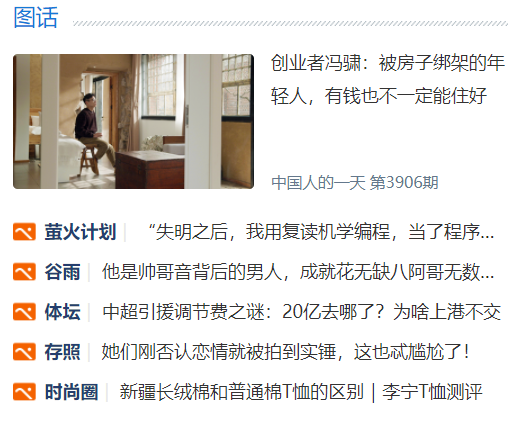 图话
创业者冯骕：被房子绑架的年
轻人，有钱也不一定能住好
中国人的一天 第3906期
萤火计划 | “失明之后，我用复读机学编程，当了程序...
谷雨 | 他是帅哥音背后的男人，成就花无缺八阿哥无数...
体坛 | 中超引援调节费之谜：20亿去哪了？为啥上港不交
存照 | 她们刚否认恋情就被拍到实锤，这也忒尴尬了！
时尚圈 | 新疆长绒棉和普通棉T恤的区别 | 李宁T恤测评